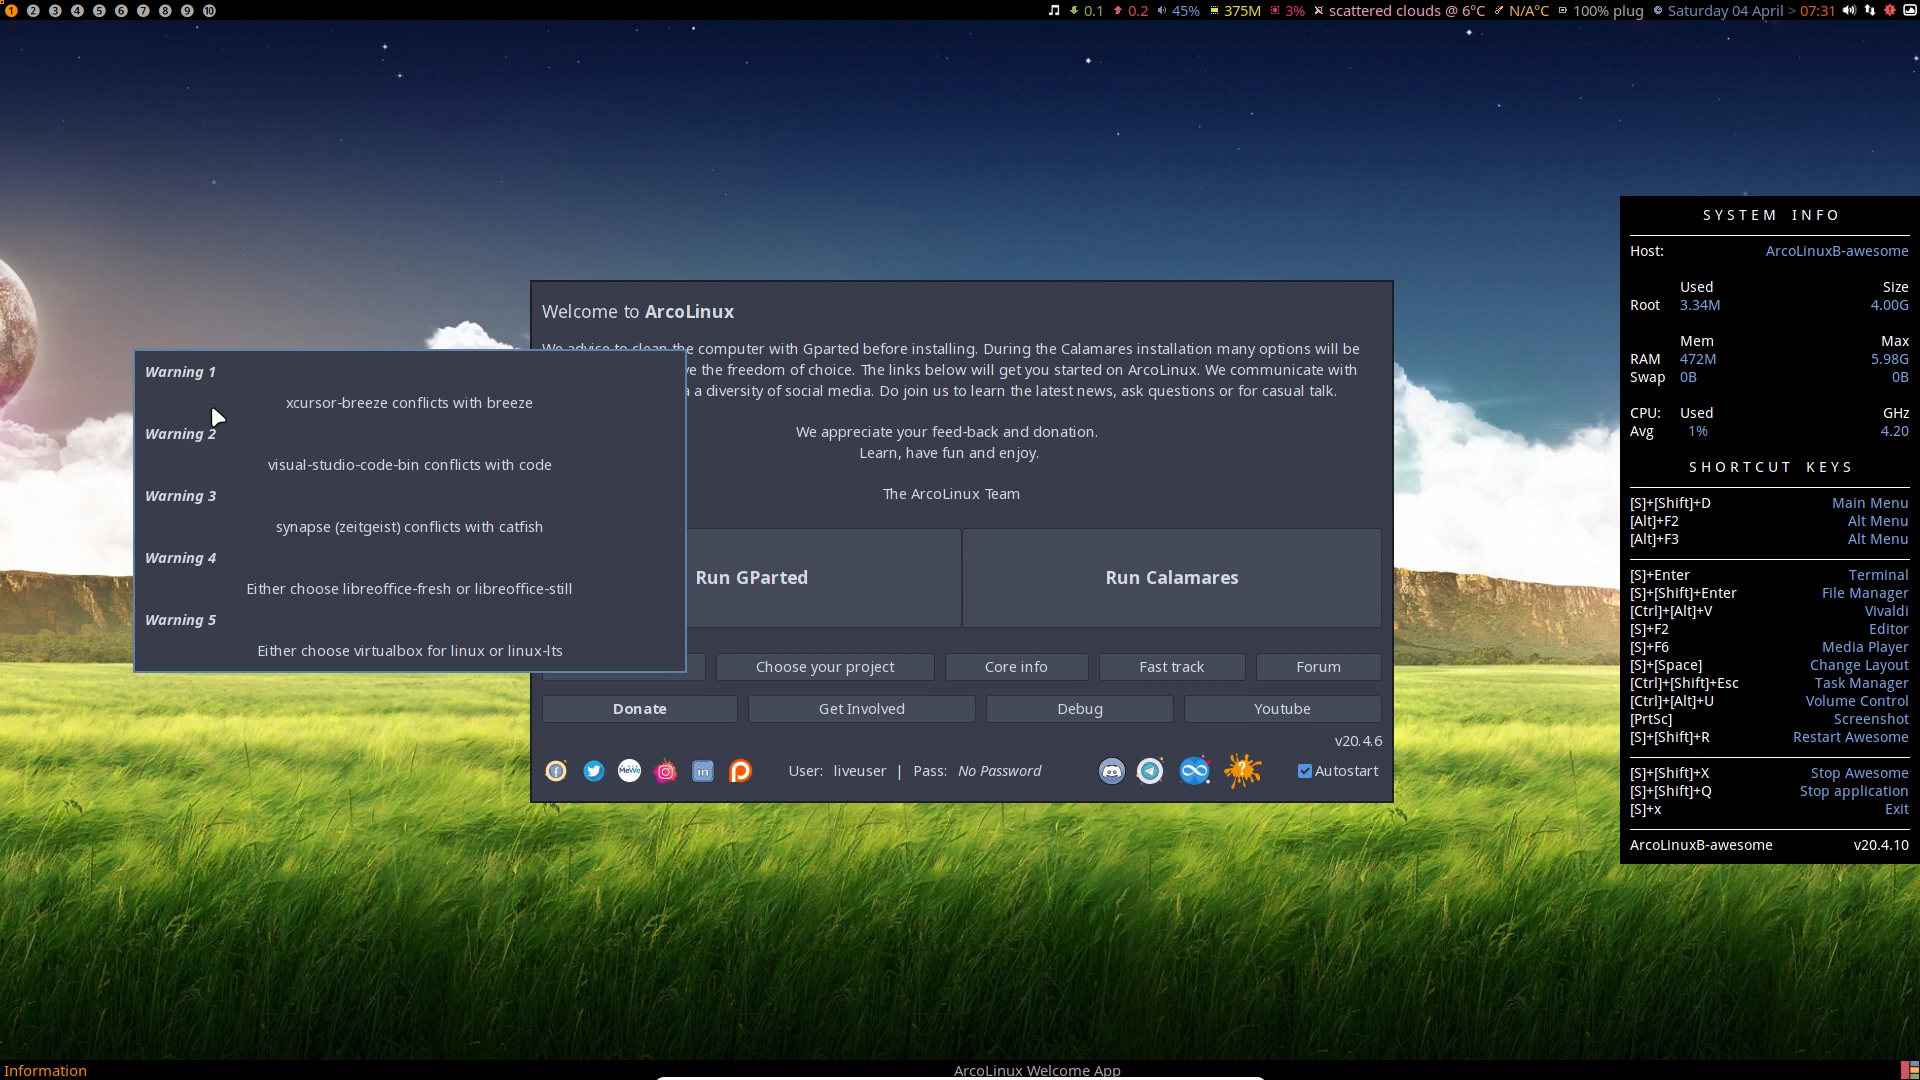 1 2 3 4 5 6 7 8 9 10
0.1 0.2 45% 375M 3% scattered clouds @ 6°C N/A°C 100% plug Saturday 04 April > 07:31
Welcome to ArcoLinux
We advise to clean the computer with Gparted before installing. During the Calamares installation many options will be
the freedom of choice. The links below will get you started on ArcoLinux. We communicate with
a diversity of social media. Do join us to learn the latest news, ask questions or for casual talk.
We appreciate your feed-back and donation.
Learn, have fun and enjoy.
The ArcoLinux Team
Run GParted
Run Calamares
Choose your project
Core info
Fast track
Forum
Donate
Get Involved
Debug
Youtube
v20.4.6
MeWe
in
User: liveuser | Pass: No Password
?
Autostart
Warning 1
xcursor-breeze conflicts with breeze
Warning 2
visual-studio-code-bin conflicts with code
Warning 3
synapse (zeitgeist) conflicts with catfish
Warning 4
Either choose libreoffice-fresh or libreoffice-still
Warning 5
Either choose virtualbox for linux or linux-lts
SYSTEM INFO
Host: ArcoLinuxB-awesome
Used Size
Root 3.34M 4.00G
Mem Max
RAM 472M 5.98G
Swap 0B 0B
CPU: Used GHz
Avg 1% 4.20
SHORTCUT KEYS
[S]+[Shift]+D Main Menu
[Alt]+F2 Alt Menu
[Alt]+F3 Alt Menu
[S]+Enter Terminal
[S]+[Shift]+Enter File Manager
[Ctrl]+[Alt]+V Vivaldi
[S]+F2 Editor
[S]+F6 Media Player
[S]+[Space] Change Layout
[Ctrl]+[Shift]+Esc Task Manager
[Ctrl]+[Alt]+U Volume Control
[PrtSc] Screenshot
[S]+[Shift]+R Restart Awesome
[S]+[Shift]+X Stop Awesome
[S]+[Shift]+Q Stop application
[S]+x Exit
ArcoLinuxB-awesome v20.4.10
Information
ArcoLinux Welcome App